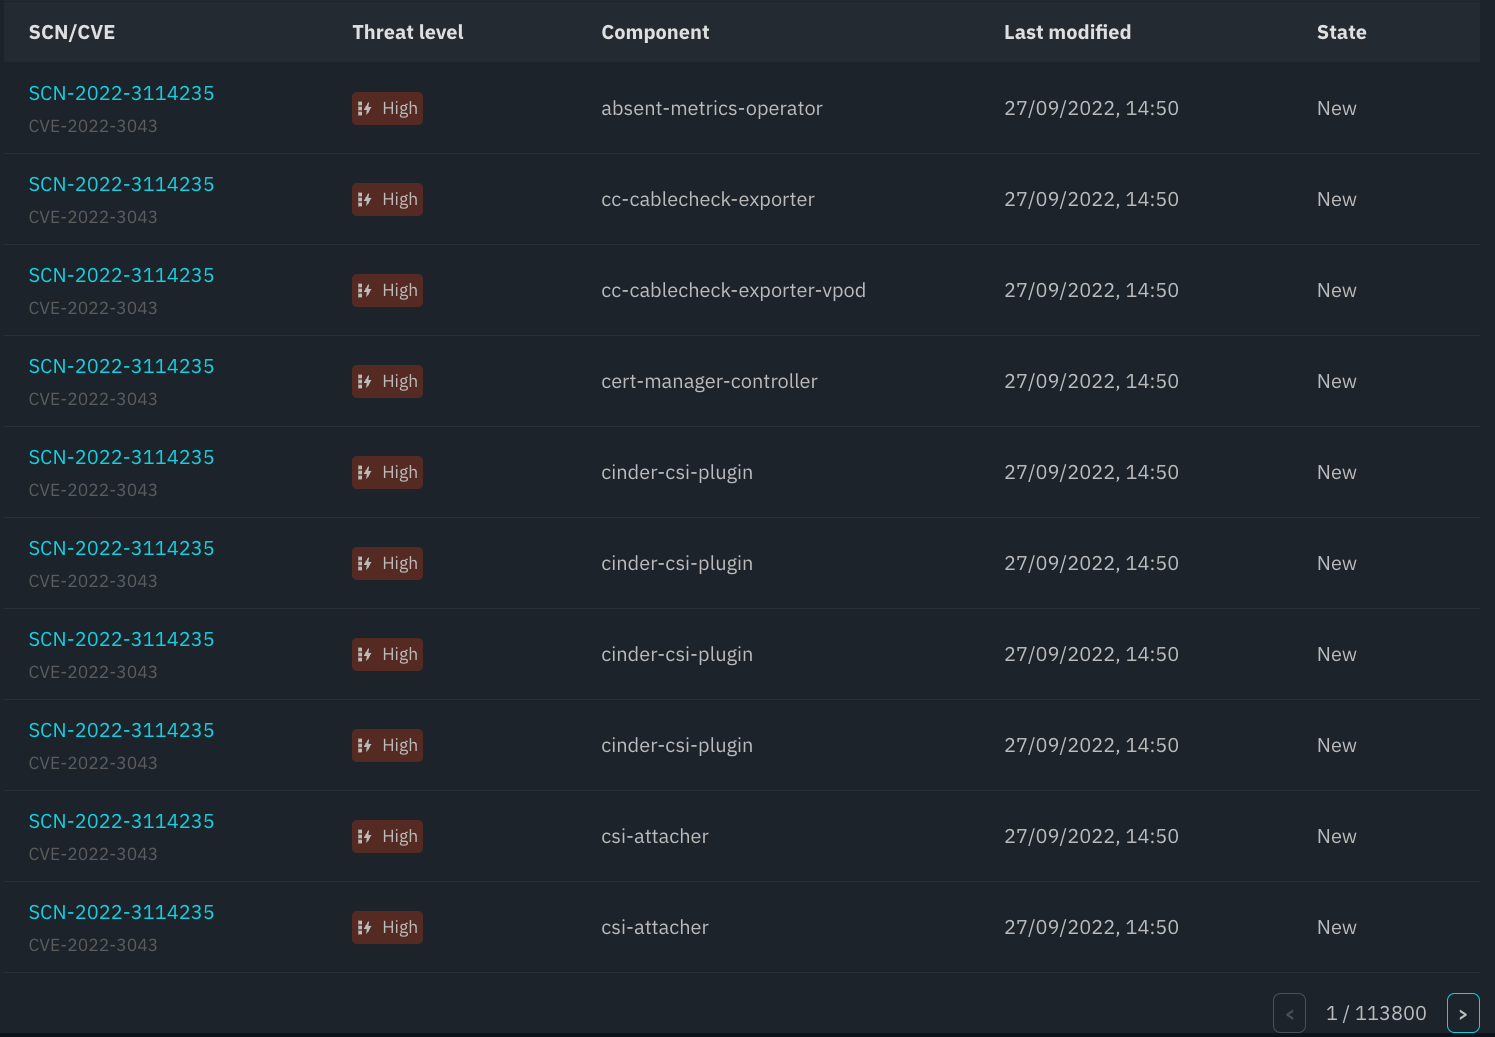 SCN/CVE Threat level Component Last modified State
SCN-2022-3114235
CVE-2022-3043
High absent-metrics-operator 27/09/2022, 14:50 New
SCN-2022-3114235
CVE-2022-3043
High cc-cablecheck-exporter 27/09/2022, 14:50 New
SCN-2022-3114235
CVE-2022-3043
High cc-cablecheck-exporter-vpod 27/09/2022, 14:50 New
SCN-2022-3114235
CVE-2022-3043
High cert-manager-controller 27/09/2022, 14:50 New
SCN-2022-3114235
CVE-2022-3043
High cinder-csi-plugin 27/09/2022, 14:50 New
SCN-2022-3114235
CVE-2022-3043
High cinder-csi-plugin 27/09/2022, 14:50 New
SCN-2022-3114235
CVE-2022-3043
High cinder-csi-plugin 27/09/2022, 14:50 New
SCN-2022-3114235
CVE-2022-3043
High cinder-csi-plugin 27/09/2022, 14:50 New
SCN-2022-3114235
CVE-2022-3043
High csi-attacher 27/09/2022, 14:50 New
SCN-2022-3114235
CVE-2022-3043
High csi-attacher 27/09/2022, 14:50 New
< 1 / 113800 >